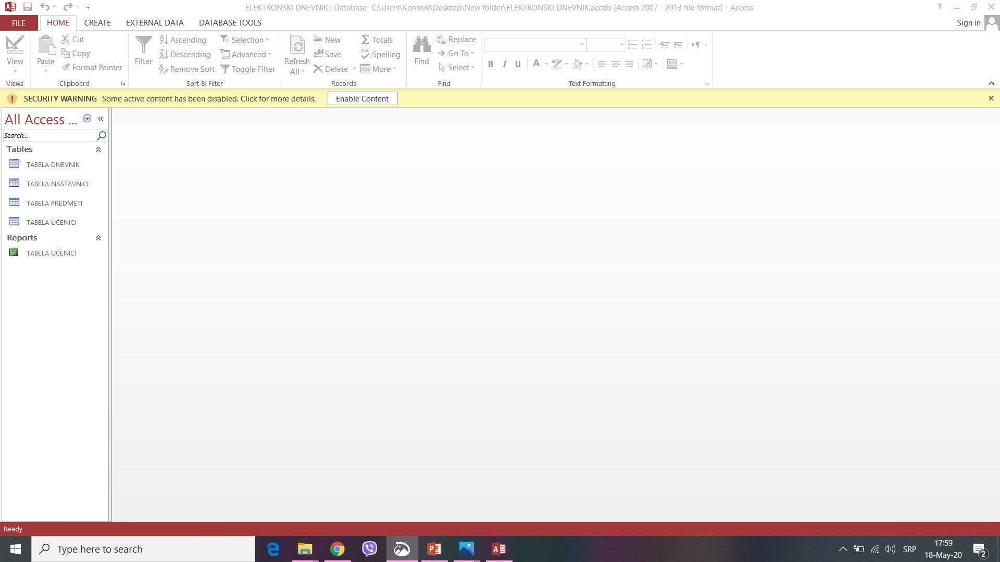 ELEKTRONSKI DNEVNIK : Database- C:\Users\Korisnik\Desktop\New folder\ELEKTRONSKI DNEVNIK.accdb (Access 2007 - 2013 file format) - Access
FILE HOME CREATE EXTERNAL DATA DATABASE TOOLS Sign in
View
Views
Paste
Cut
Copy
Format Painter
Clipboard
Filter
Ascending
Descending
Remove Sort
Selection
Advanced
Toggle Filter
Sort & Filter
Refresh
All
New
Save
Delete
Totals
Spelling
More
Records
Find
Replace
Go To
Select
Find
B I U A
Text Formatting
SECURITY WARNING Some active content has been disabled. Click for more details. Enable Content
All Access ...
Search...
Tables
TABELA DNEVNIK
TABELA NASTAVNICI
TABELA PREDMETI
TABELA UČENICI
Reports
TABELA UČENICI
Ready
Type here to search
SRP
17:59
18-May-20
2